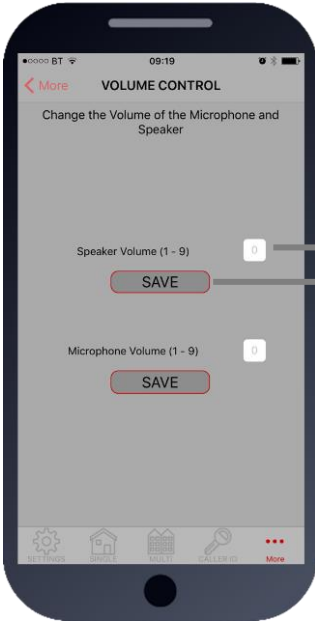 BT 09:19
More VOLUME CONTROL
Change the Volume of the Microphone and
Speaker
Speaker Volume (1 - 9) 0
SAVE
Microphone Volume (1 - 9) 0
SAVE
SETTINGS SINGLE MULTI CALLER ID More